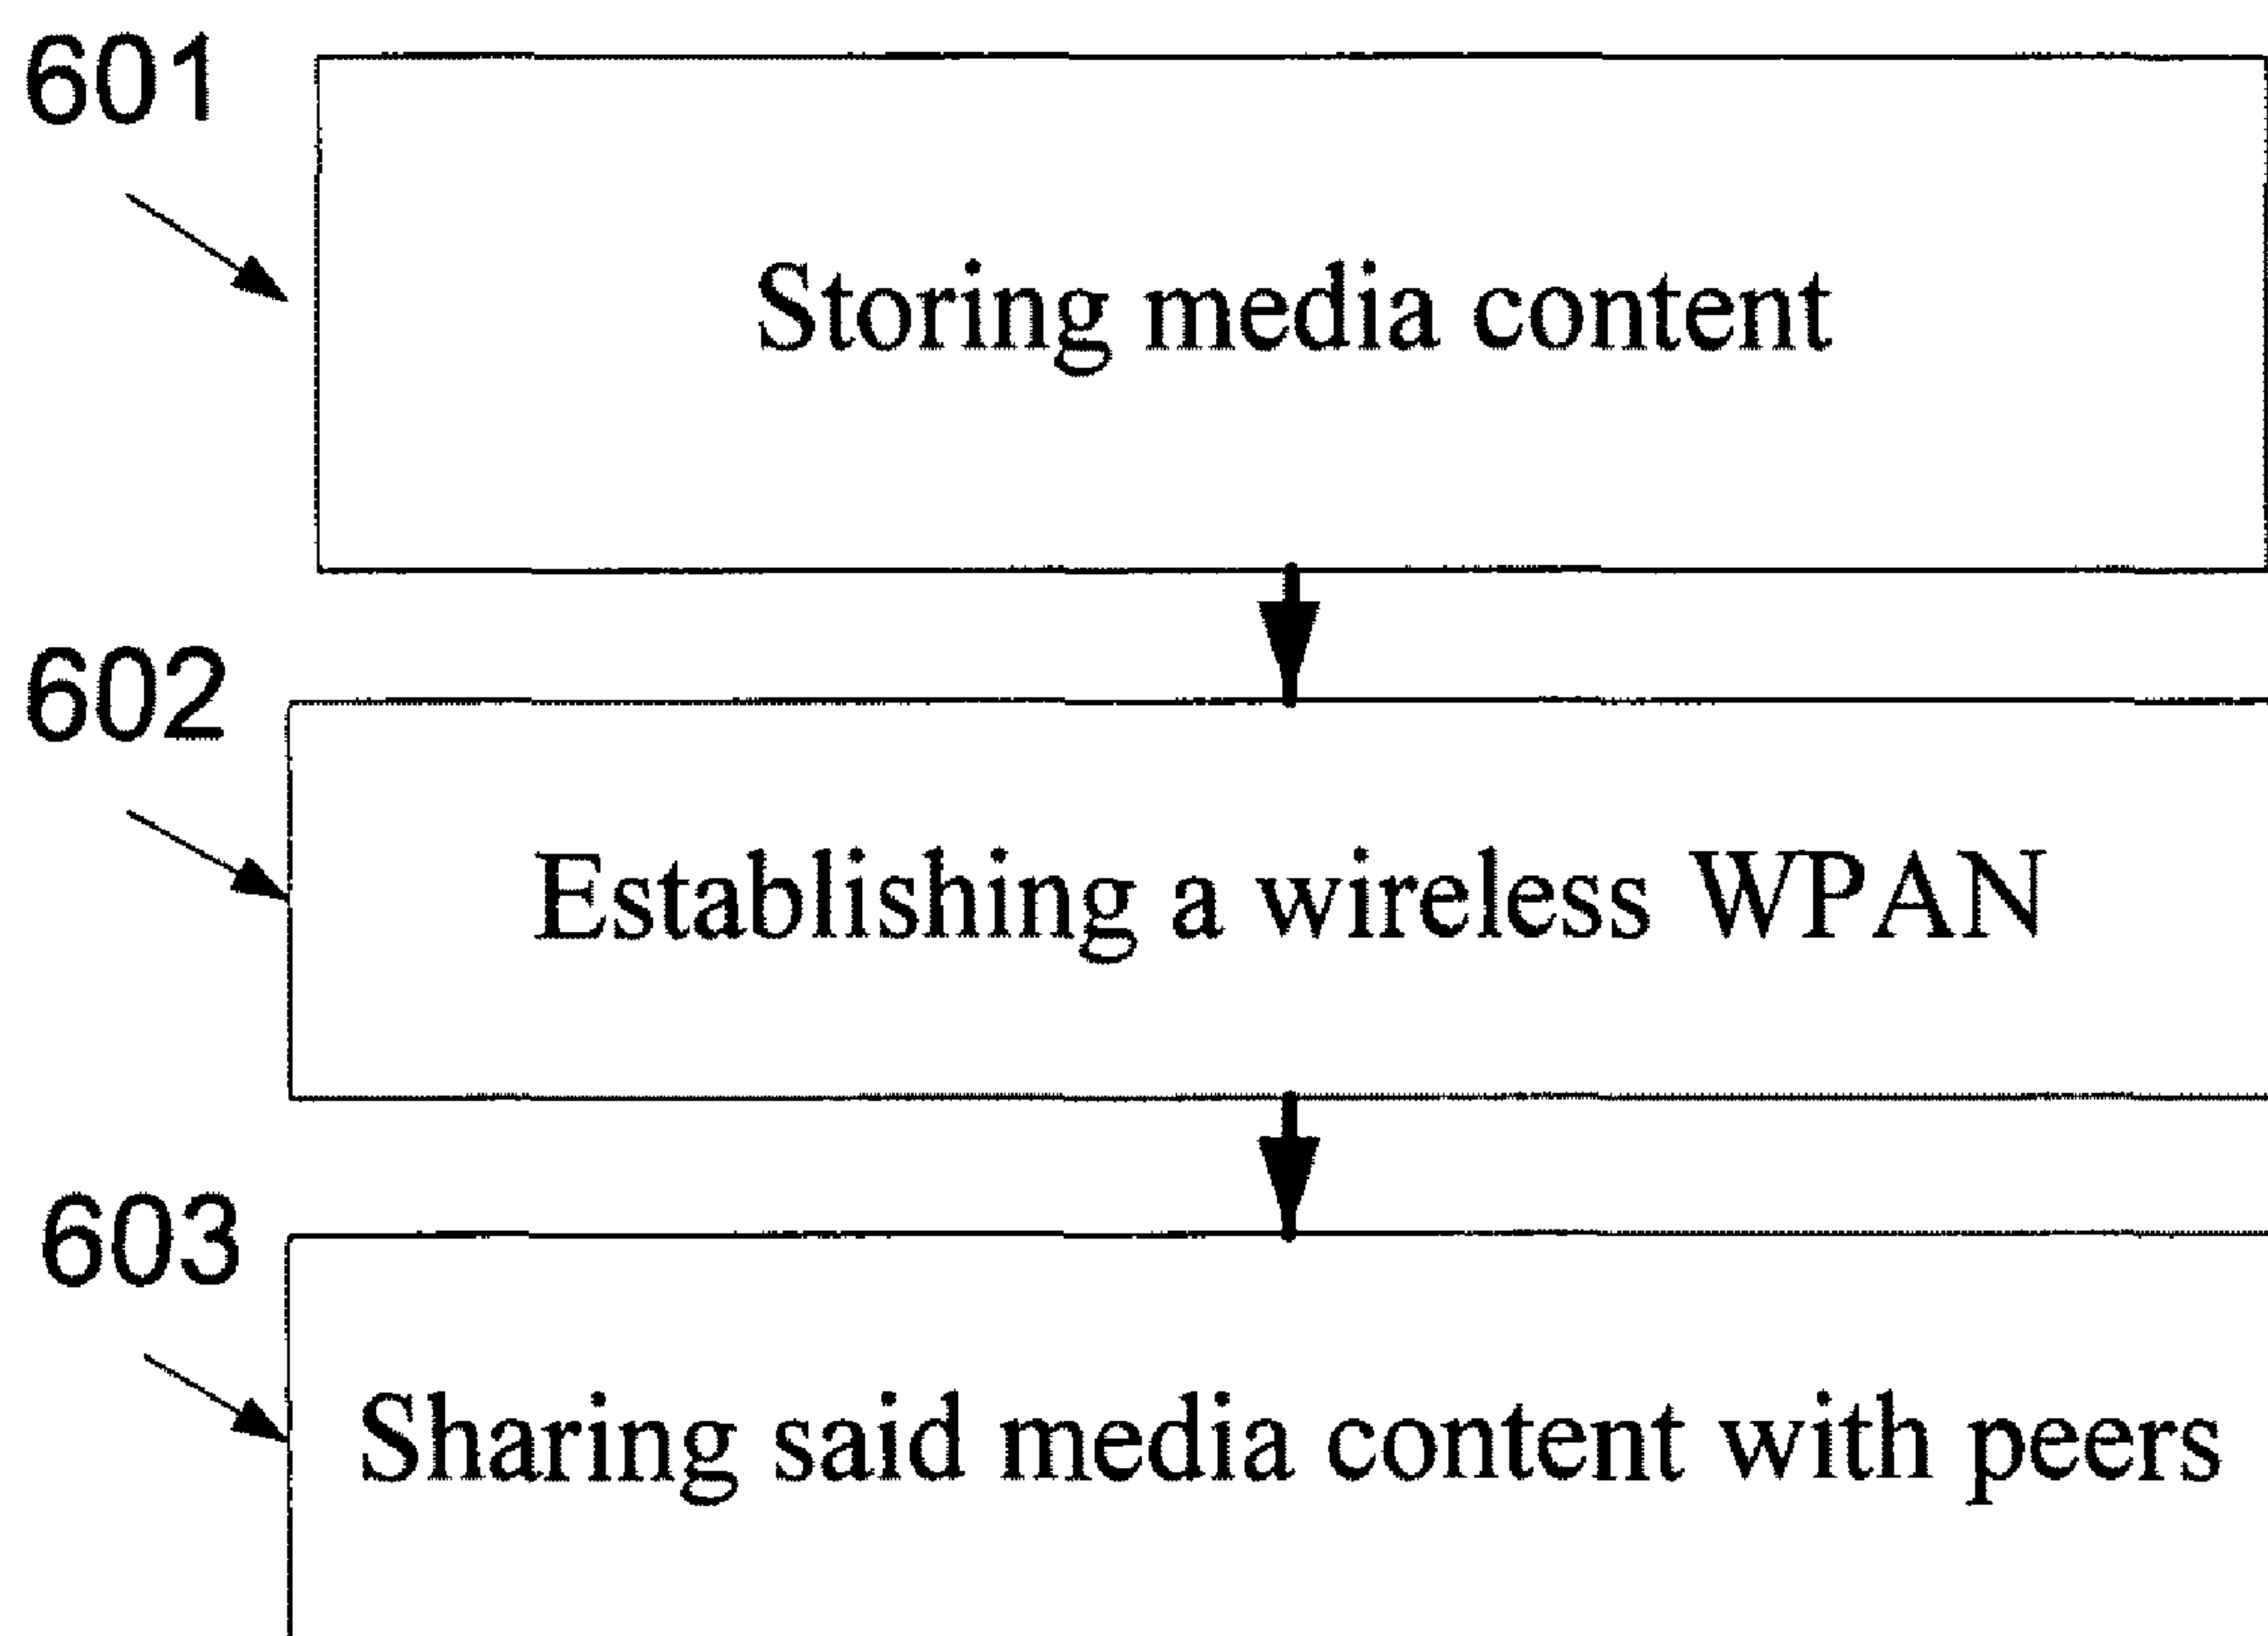 601
Storing media content
602
Establishing a wireless WPAN
603
Sharing said media content with peers